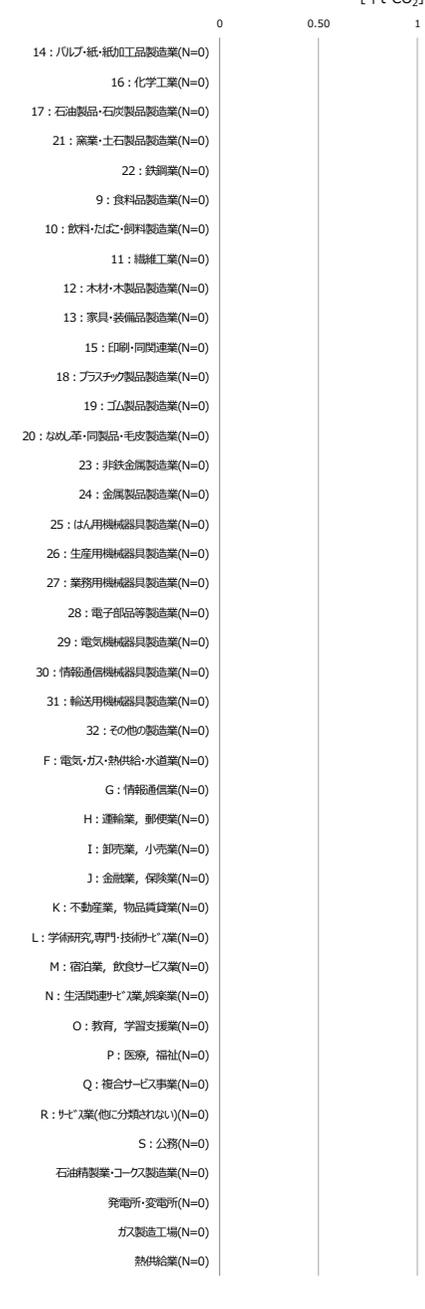 0 0.50 1
14：パルプ・紙・紙加工品製造業(N=0)
16：化学工業(N=0)
17：石油製品・石炭製品製造業(N=0)
21：窯業・土石製品製造業(N=0)
22：鉄鋼業(N=0)
9：食料品製造業(N=0)
10：飲料・たばこ・飼料製造業(N=0)
11：繊維工業(N=0)
12：木材・木製品製造業(N=0)
13：家具・装備品製造業(N=0)
15：印刷・同関連業(N=0)
18：プラスチック製品製造業(N=0)
19：ゴム製品製造業(N=0)
20：なめし革・同製品・毛皮製造業(N=0)
23：非鉄金属製造業(N=0)
24：金属製品製造業(N=0)
25：はん用機械器具製造業(N=0)
26：生産用機械器具製造業(N=0)
27：業務用機械器具製造業(N=0)
28：電子部品等製造業(N=0)
29：電気機械器具製造業(N=0)
30：情報通信機械器具製造業(N=0)
31：輸送用機械器具製造業(N=0)
32：その他の製造業(N=0)
F：電気・ガス・熱供給・水道業(N=0)
G：情報通信業(N=0)
H：運輸業，郵便業(N=0)
I：卸売業，小売業(N=0)
J：金融業，保険業(N=0)
K：不動産業，物品賃貸業(N=0)
L：学術研究,専門・技術ｻｰﾋﾞｽ業(N=0)
M：宿泊業，飲食サービス業(N=0)
N：生活関連ｻｰﾋﾞｽ業,娯楽業(N=0)
O：教育，学習支援業(N=0)
P：医療，福祉(N=0)
Q：複合サービス事業(N=0)
R：ｻｰﾋﾞｽ業(他に分類されない)(N=0)
S：公務(N=0)
石油精製業・コークス製造業(N=0)
発電所・変電所(N=0)
ガス製造工場(N=0)
熱供給業(N=0)